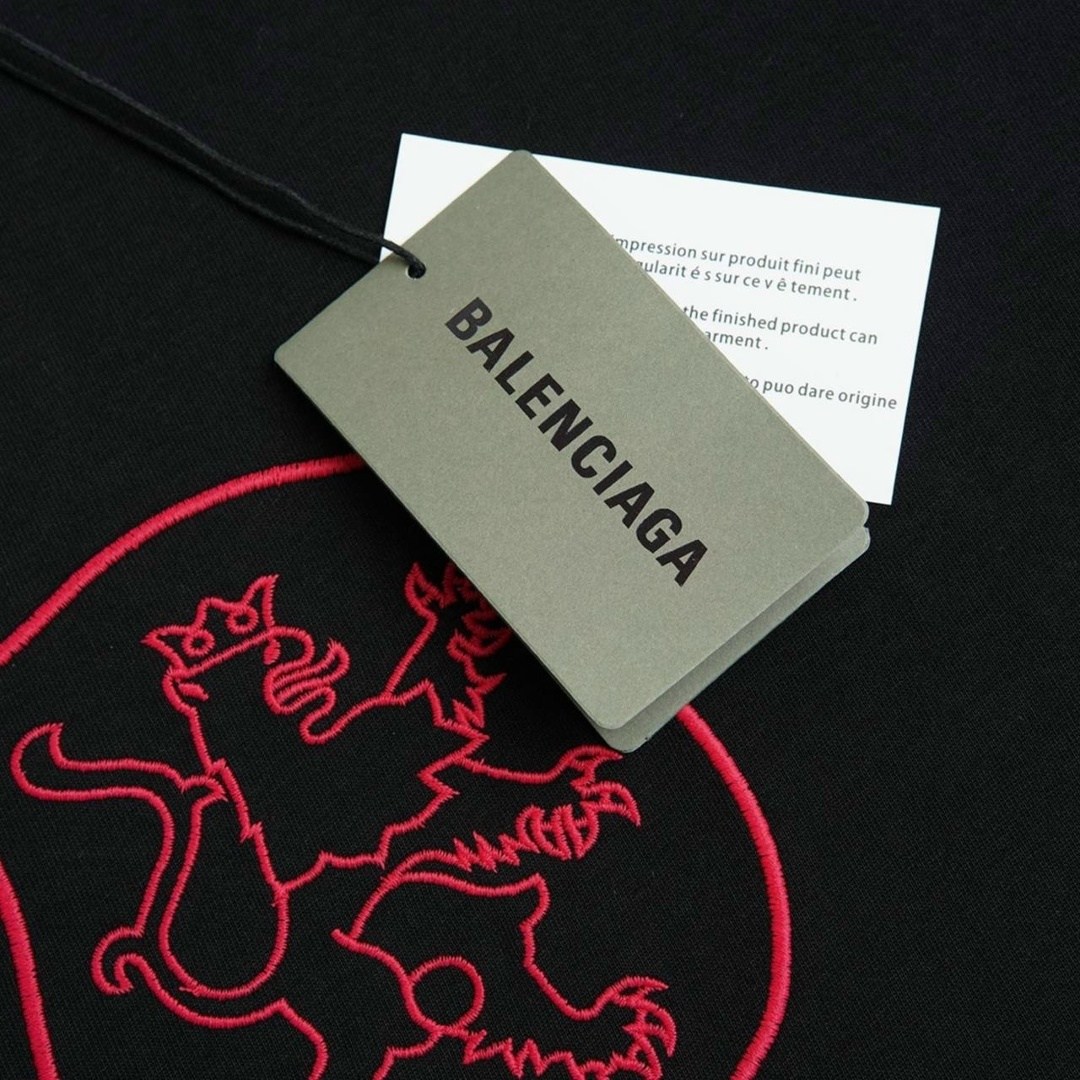 BALENCIAGA
impression sur produit fini peut
gularit é s sur ce v ê tement .
the finished product can
arment .
puo dare origine